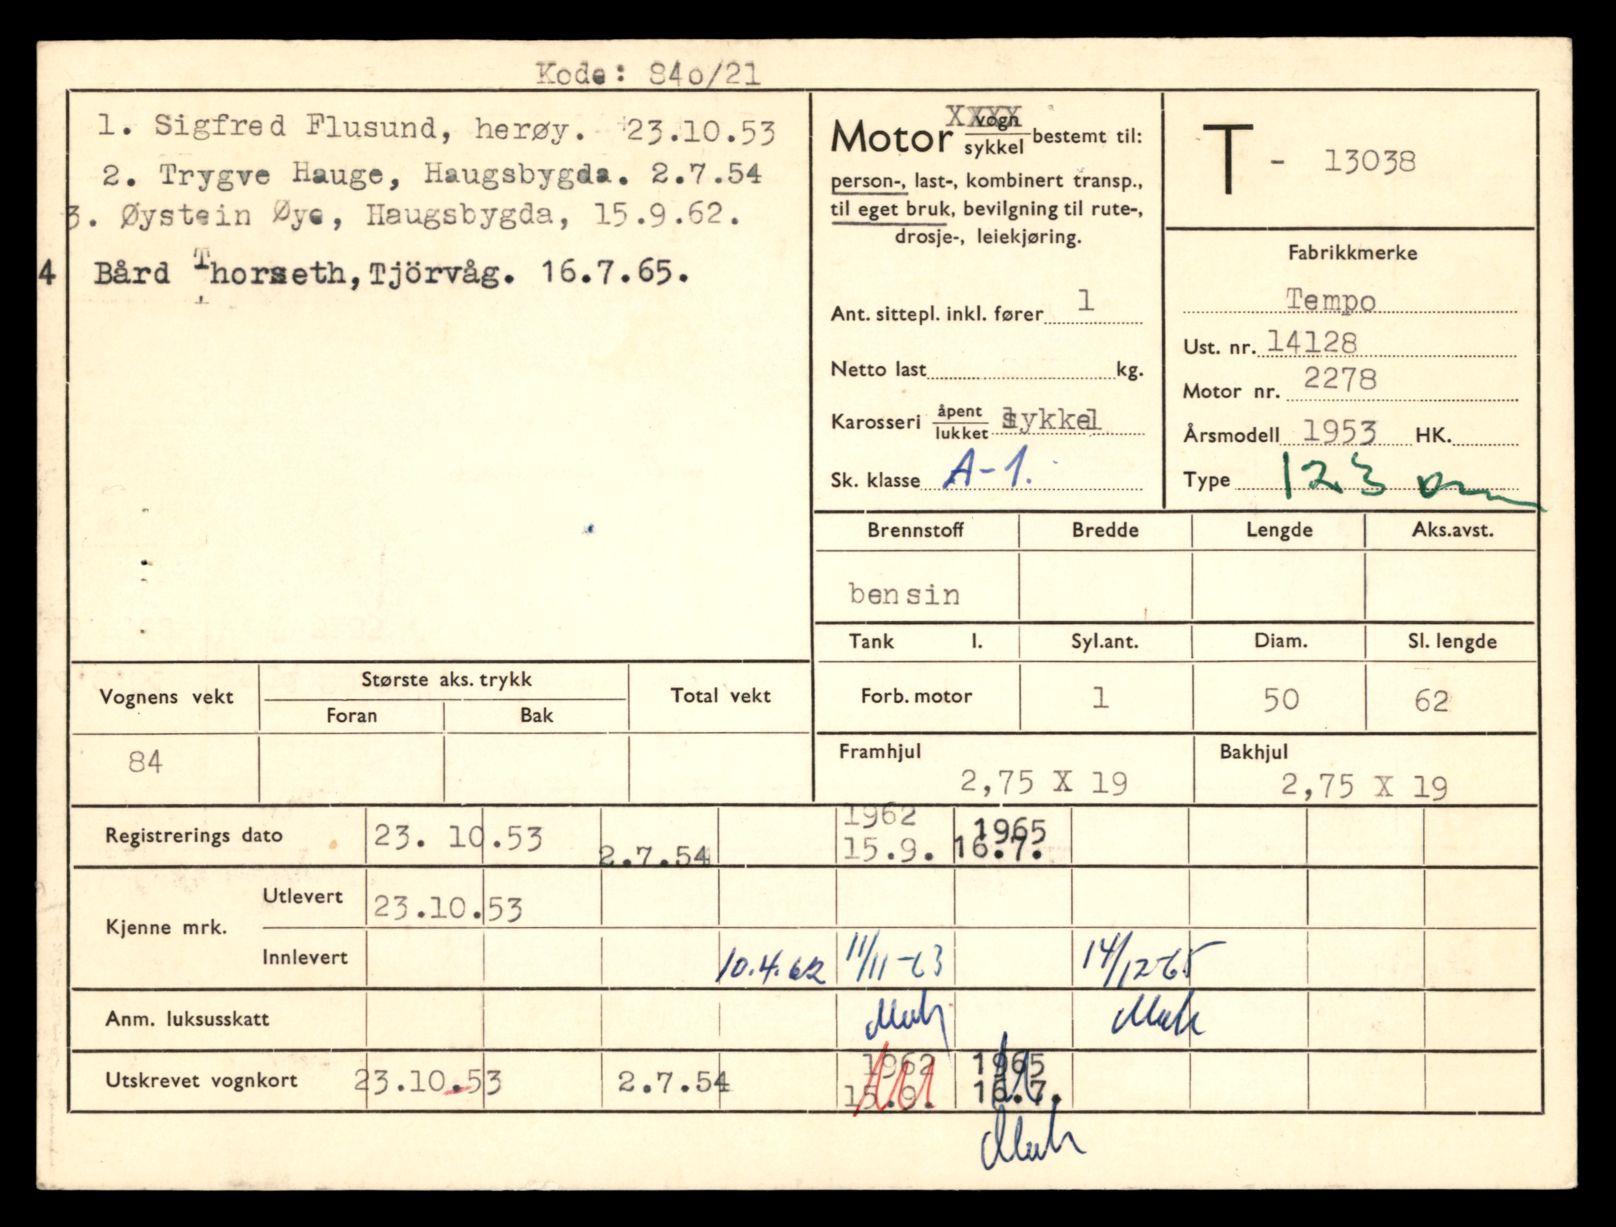 Kode: 84o/21
1. Sigfred Flusund, herøy. 23.10.53
2. Trygve Hauge, Haugsbygda. 2.7.54
3. Øystein Øye, Haugsbygda, 15.9.62.
4 Bård Thorseth, Tjörvåg. 16.7.65.
XXXX
Motor vogn sykkel bestemt til:
person-, last-, kombinert transp.,
til eget bruk, bevilgning til rute-,
drosje-, leiekjøring.
Ant. sittepl. inkl. fører 1
Netto last kg.
Karosseri åpent lukket sykkel
Sk. klasse A-1.
T - 13038
Fabrikkmerke
Tempo
Ust. nr. 14128
Motor nr. 2278
Årsmodell 1953 HK.
Type 123
Brennstoff Bredde Lengde Aks.avst.
bensin
Tank l. Syl.ant. Diam. Sl. lengde
Forb. motor 1 50 62
Framhjul Bakhjul
2,75 X 19 2,75 X 19
Vognens vekt Største aks. trykk Total vekt
Foran Bak
84
Registrerings dato 23. 10.53 2.7.54 1962 15.9. 1965 16.7.
Kjenne mrk.
Utlevert 23.10.53
Innlevert 10.4.62 11/11-63 14/12-65
Anm. luksusskatt
Utskrevet vognkort 23.10.53 2.7.54 1962 15.9. 1965 16.7.